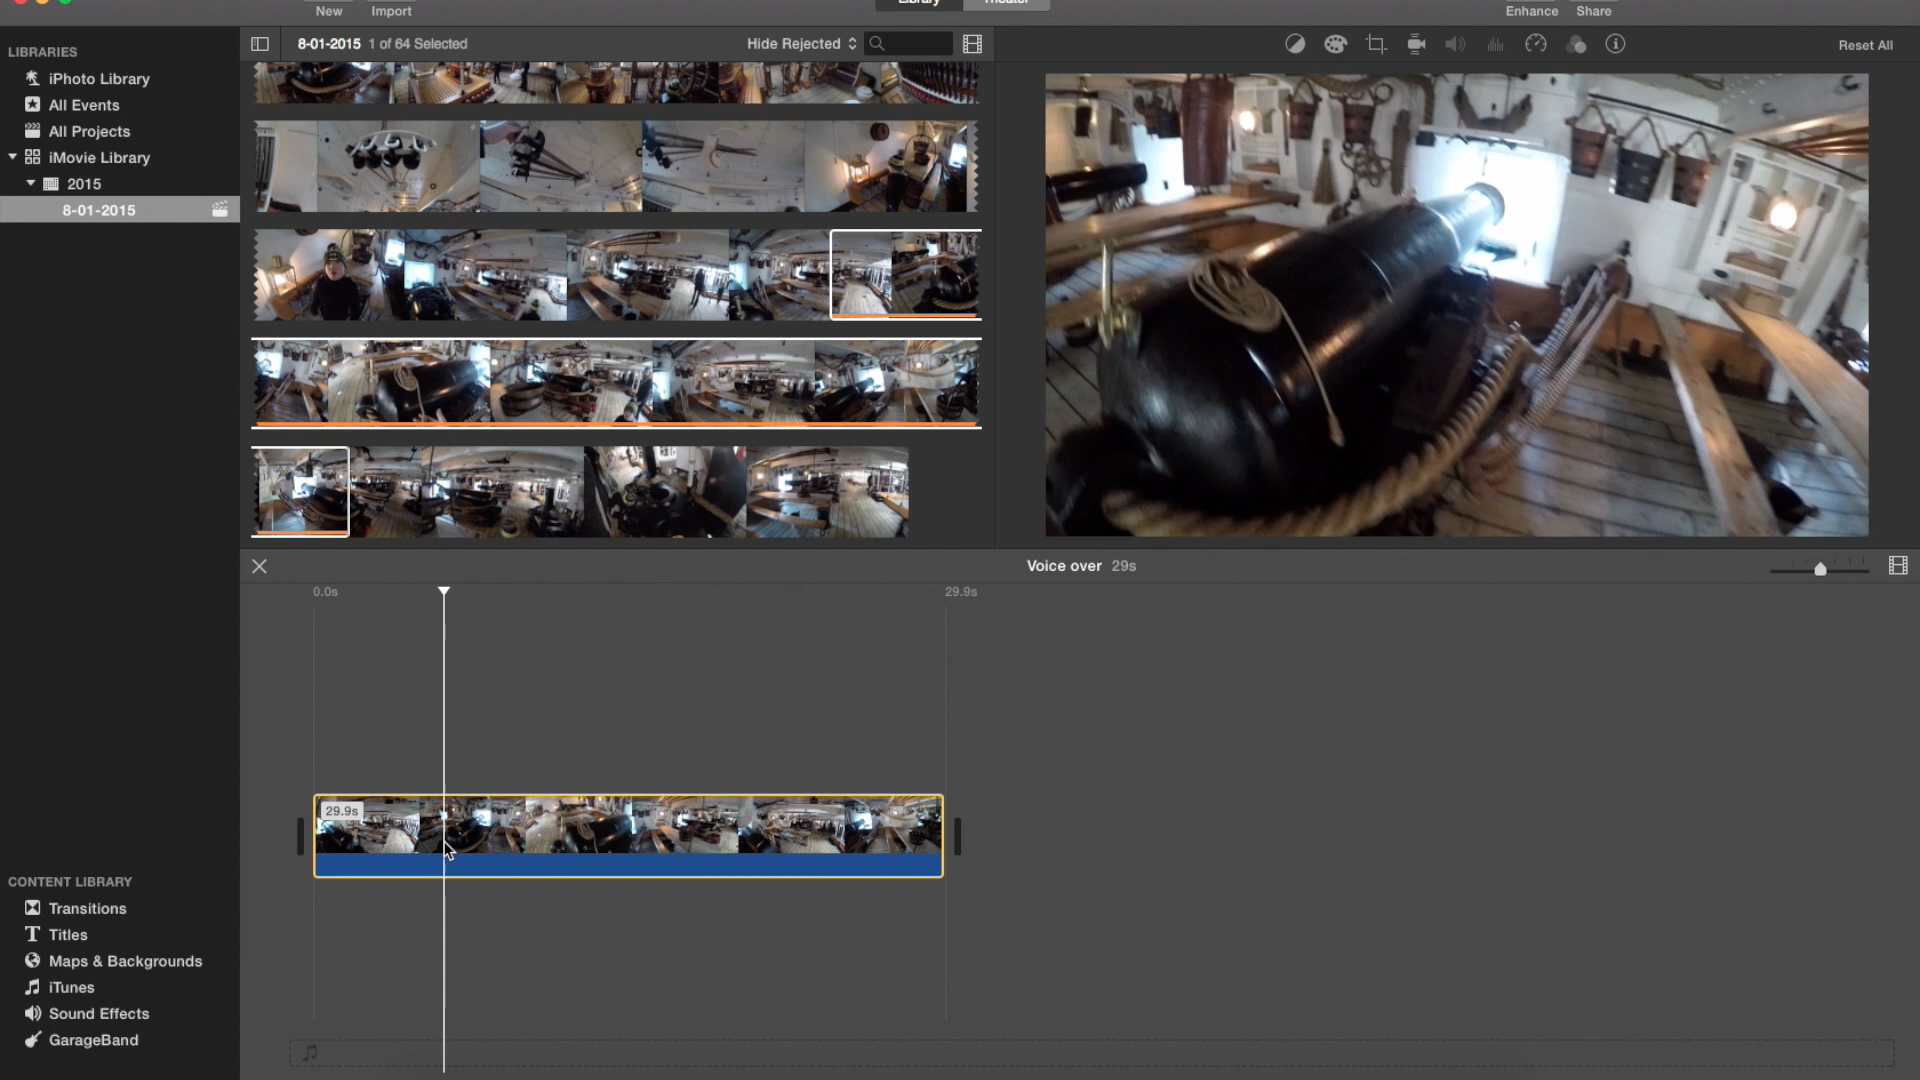 Library Theater
New Import Enhance Share
LIBRARIES
8-01-2015 1 of 64 Selected Hide Rejected Reset All
iPhoto Library
All Events
All Projects
iMovie Library
2015
8-01-2015
Voice over 29s
0.0s 29.9s
29.9s
CONTENT LIBRARY
Transitions
T Titles
Maps & Backgrounds
iTunes
Sound Effects
GarageBand